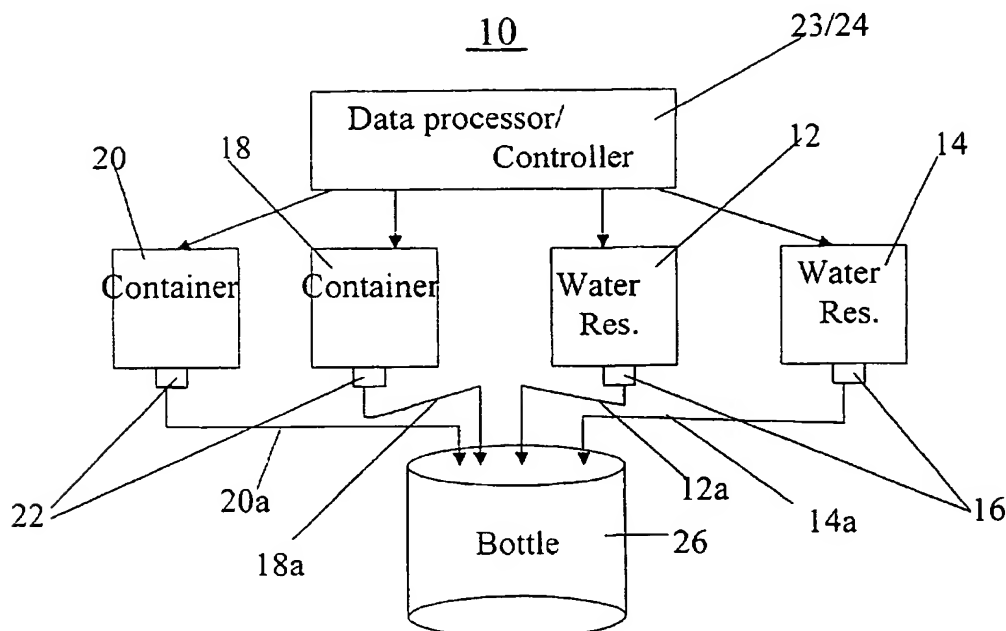 10
23/24
Data processor/
Controller
20
18
12
14
Container
Container
Water
Res.
Water
Res.
22
20a
18a
12a
14a
16
Bottle
26